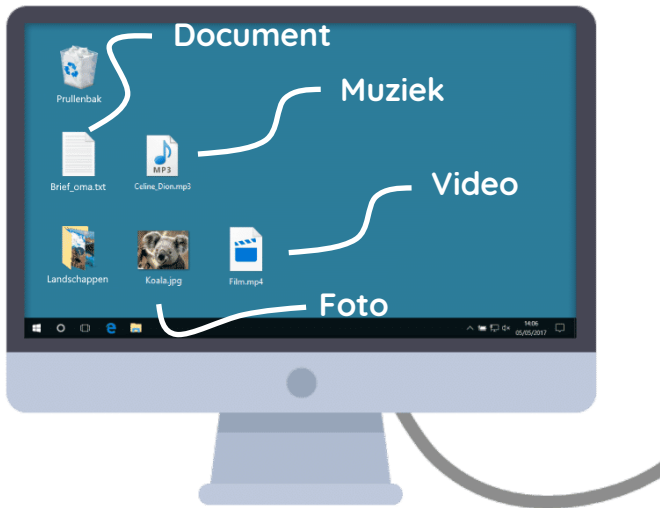 Document
Prullenbak
Muziek
MP3
Brief_oma.txt
Celine_Dion.mp3
Video
Landschappen
Koala.jpg
Film.mp4
Foto
14:06
05/05/2017